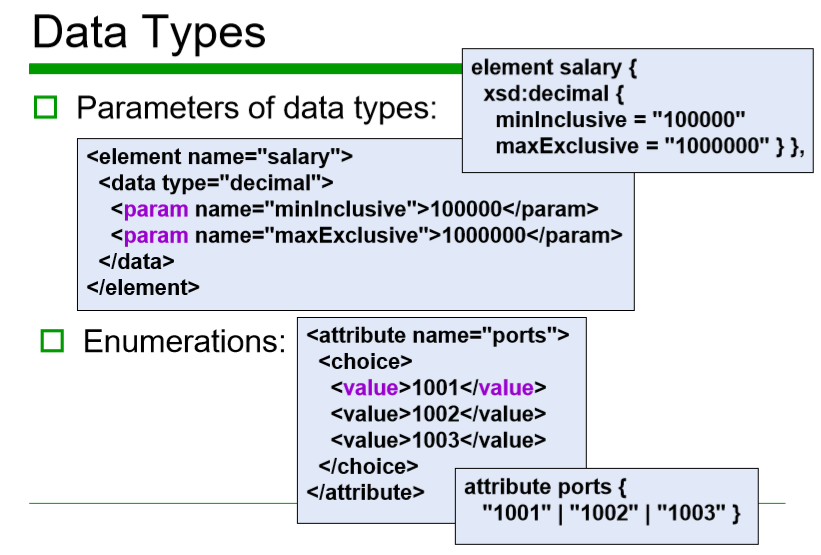 Data Types
Parameters of data types:
element salary {
xsd:decimal {
minInclusive = "100000"
maxExclusive = "1000000" } },
<element name="salary">
<data type="decimal">
<param name="minInclusive">100000</param>
<param name="maxExclusive">1000000</param>
</data>
</element>
Enumerations:
<attribute name="ports">
<choice>
<value>1001</value>
<value>1002</value>
<value>1003</value>
</choice>
</attribute>
attribute ports {
"1001" | "1002" | "1003" }